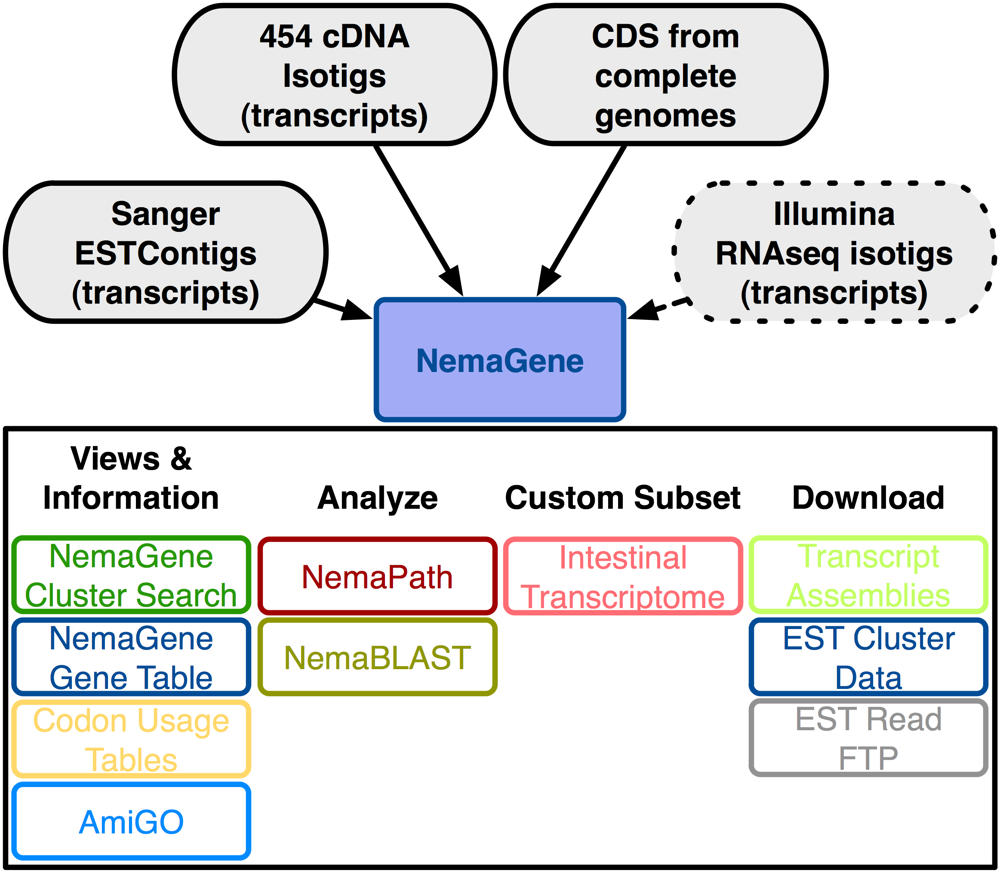 454 cDNA
Isotigs
(transcripts)
CDS from
complete
genomes
Sanger
ESTContigs
(transcripts)
Illumina
RNAseq isotigs
(transcripts)
NemaGene
Views &
Information
Analyze
Custom Subset
Download
NemaGene
Cluster Search
NemaGene
Gene Table
Codon Usage
Tables
AmiGO
NemaPath
NemaBLAST
Intestinal
Transcriptome
Transcript
Assemblies
EST Cluster
Data
EST Read
FTP